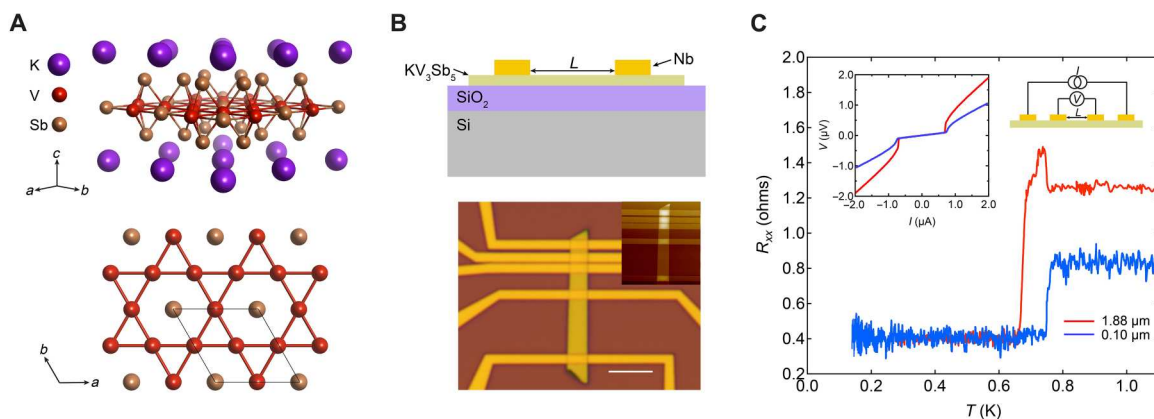 A
K
V
Sb
c
a
b
b
a
B
L
Nb
KV3Sb5
SiO2
Si
C
2.0
1.8
1.6
1.4
1.2
1.0
0.8
0.6
0.4
0.2
Rxx (ohms)
2.0
1.0
0.0
−1.0
−2.0
V (μV)
−2.0 −1.0 0.0 1.0 2.0
I (μA)
I
V
L
1.88 μm
0.10 μm
0.0 0.2 0.4 0.6 0.8 1.0
T (K)